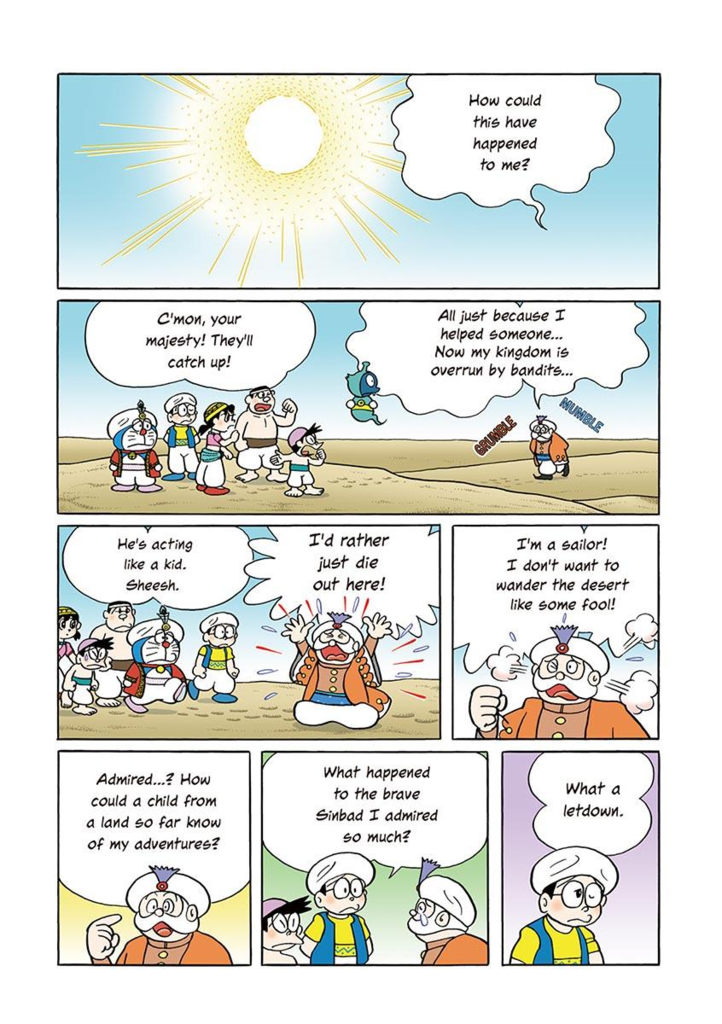 How could
this have
happened
to me?
All just because I
helped someone...
Now my kingdom is
overrun by bandits...
MUMBLE
GRUMBLE
C'mon, your
majesty! They'll
catch up!
I'm a sailor!
I don't want to
wander the desert
like some fool!
I'd rather
just die
out here!
He's acting
like a kid.
Sheesh.
What a
letdown.
What happened
to the brave
Sinbad I admired
so much?
Admired...? How
could a child from
a land so far know
of my adventures?